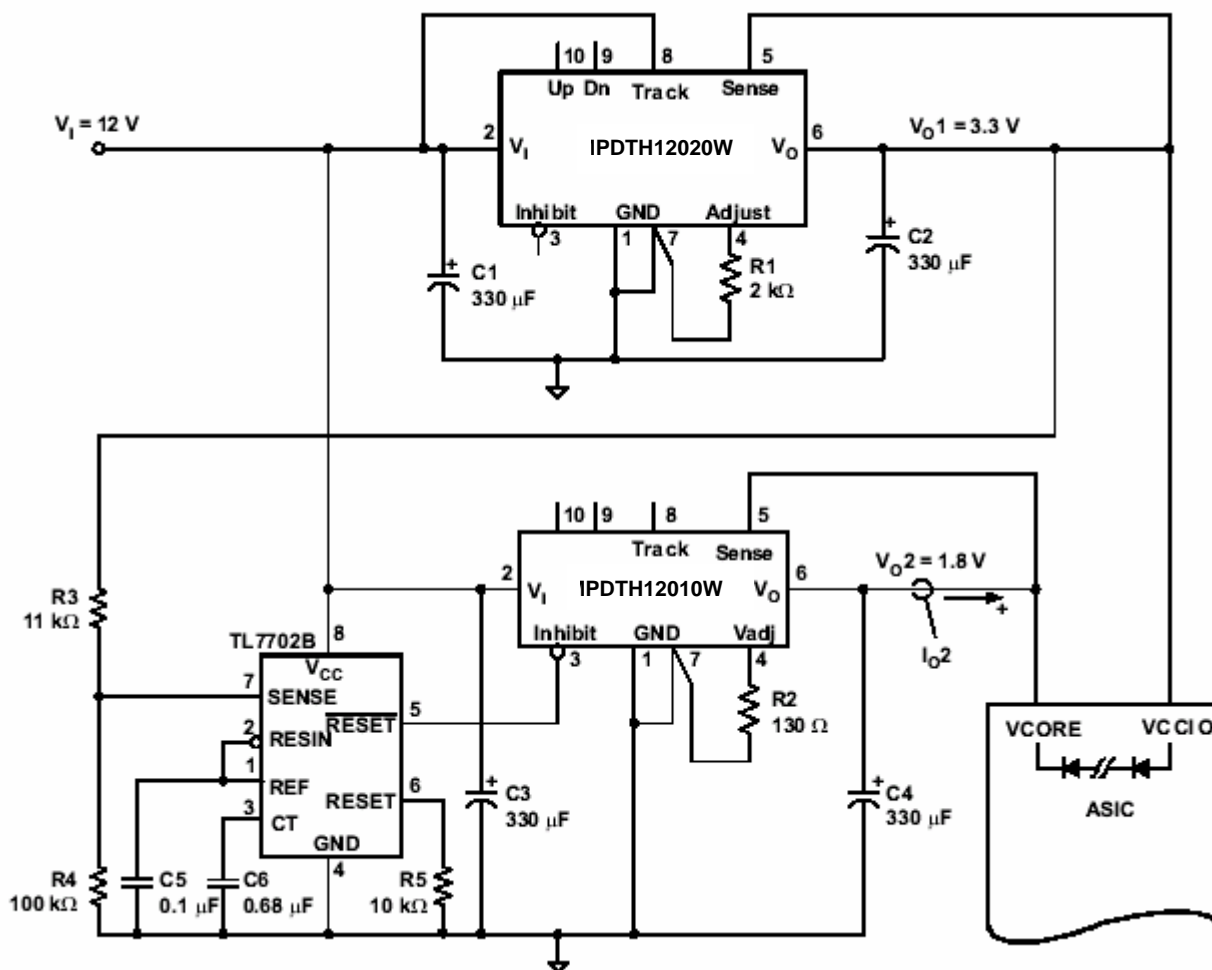 10 9 8 5
Up Dn Track Sense
V_I = 12 V
2
V_I
IPDTH12020W
V_O
6
V_O1 = 3.3 V
Inhibit GND Adjust
3 1 7 4
+
C1
330 μF
R1
2 kΩ
+
C2
330 μF
10 9 8 5
Track Sense
2
V_I
IPDTH12010W
V_O
6
V_O2 = 1.8 V
+
I_O2
Inhibit GND Vadj
3 1 7 4
R3
11 kΩ
TL7702B
8
V_CC
7
SENSE
2
RESIN
1
REF
3
CT
RESET
5
RESET
6
GND
4
R2
130 Ω
+
C3
330 μF
+
C4
330 μF
VCORE VCCIO
ASIC
R4
100 kΩ
C5
0.1 μF
C6
0.68 μF
R5
10 kΩ